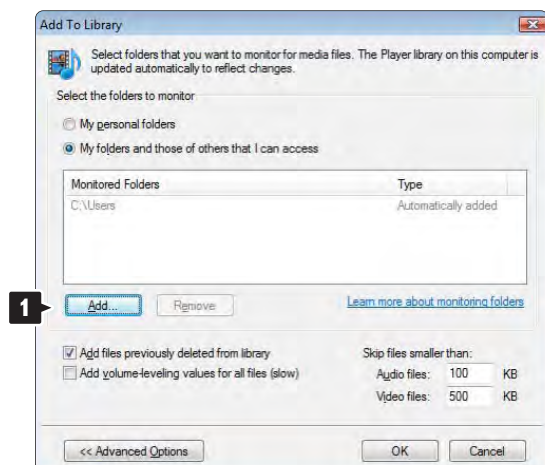 Add To Library
Select folders that you want to monitor for media files. The Player library on this computer is
updated automatically to reflect changes.
Select the folders to monitor
My personal folders
My folders and those of others that I can access
Monitored Folders Type
C:\Users Automatically added
1
Add... Remove Learn more about monitoring folders
Add files previously deleted from library Skip files smaller than:
Add volume-leveling values for all files (slow) Audio files: 100 KB
Video files: 500 KB
<< Advanced Options OK Cancel